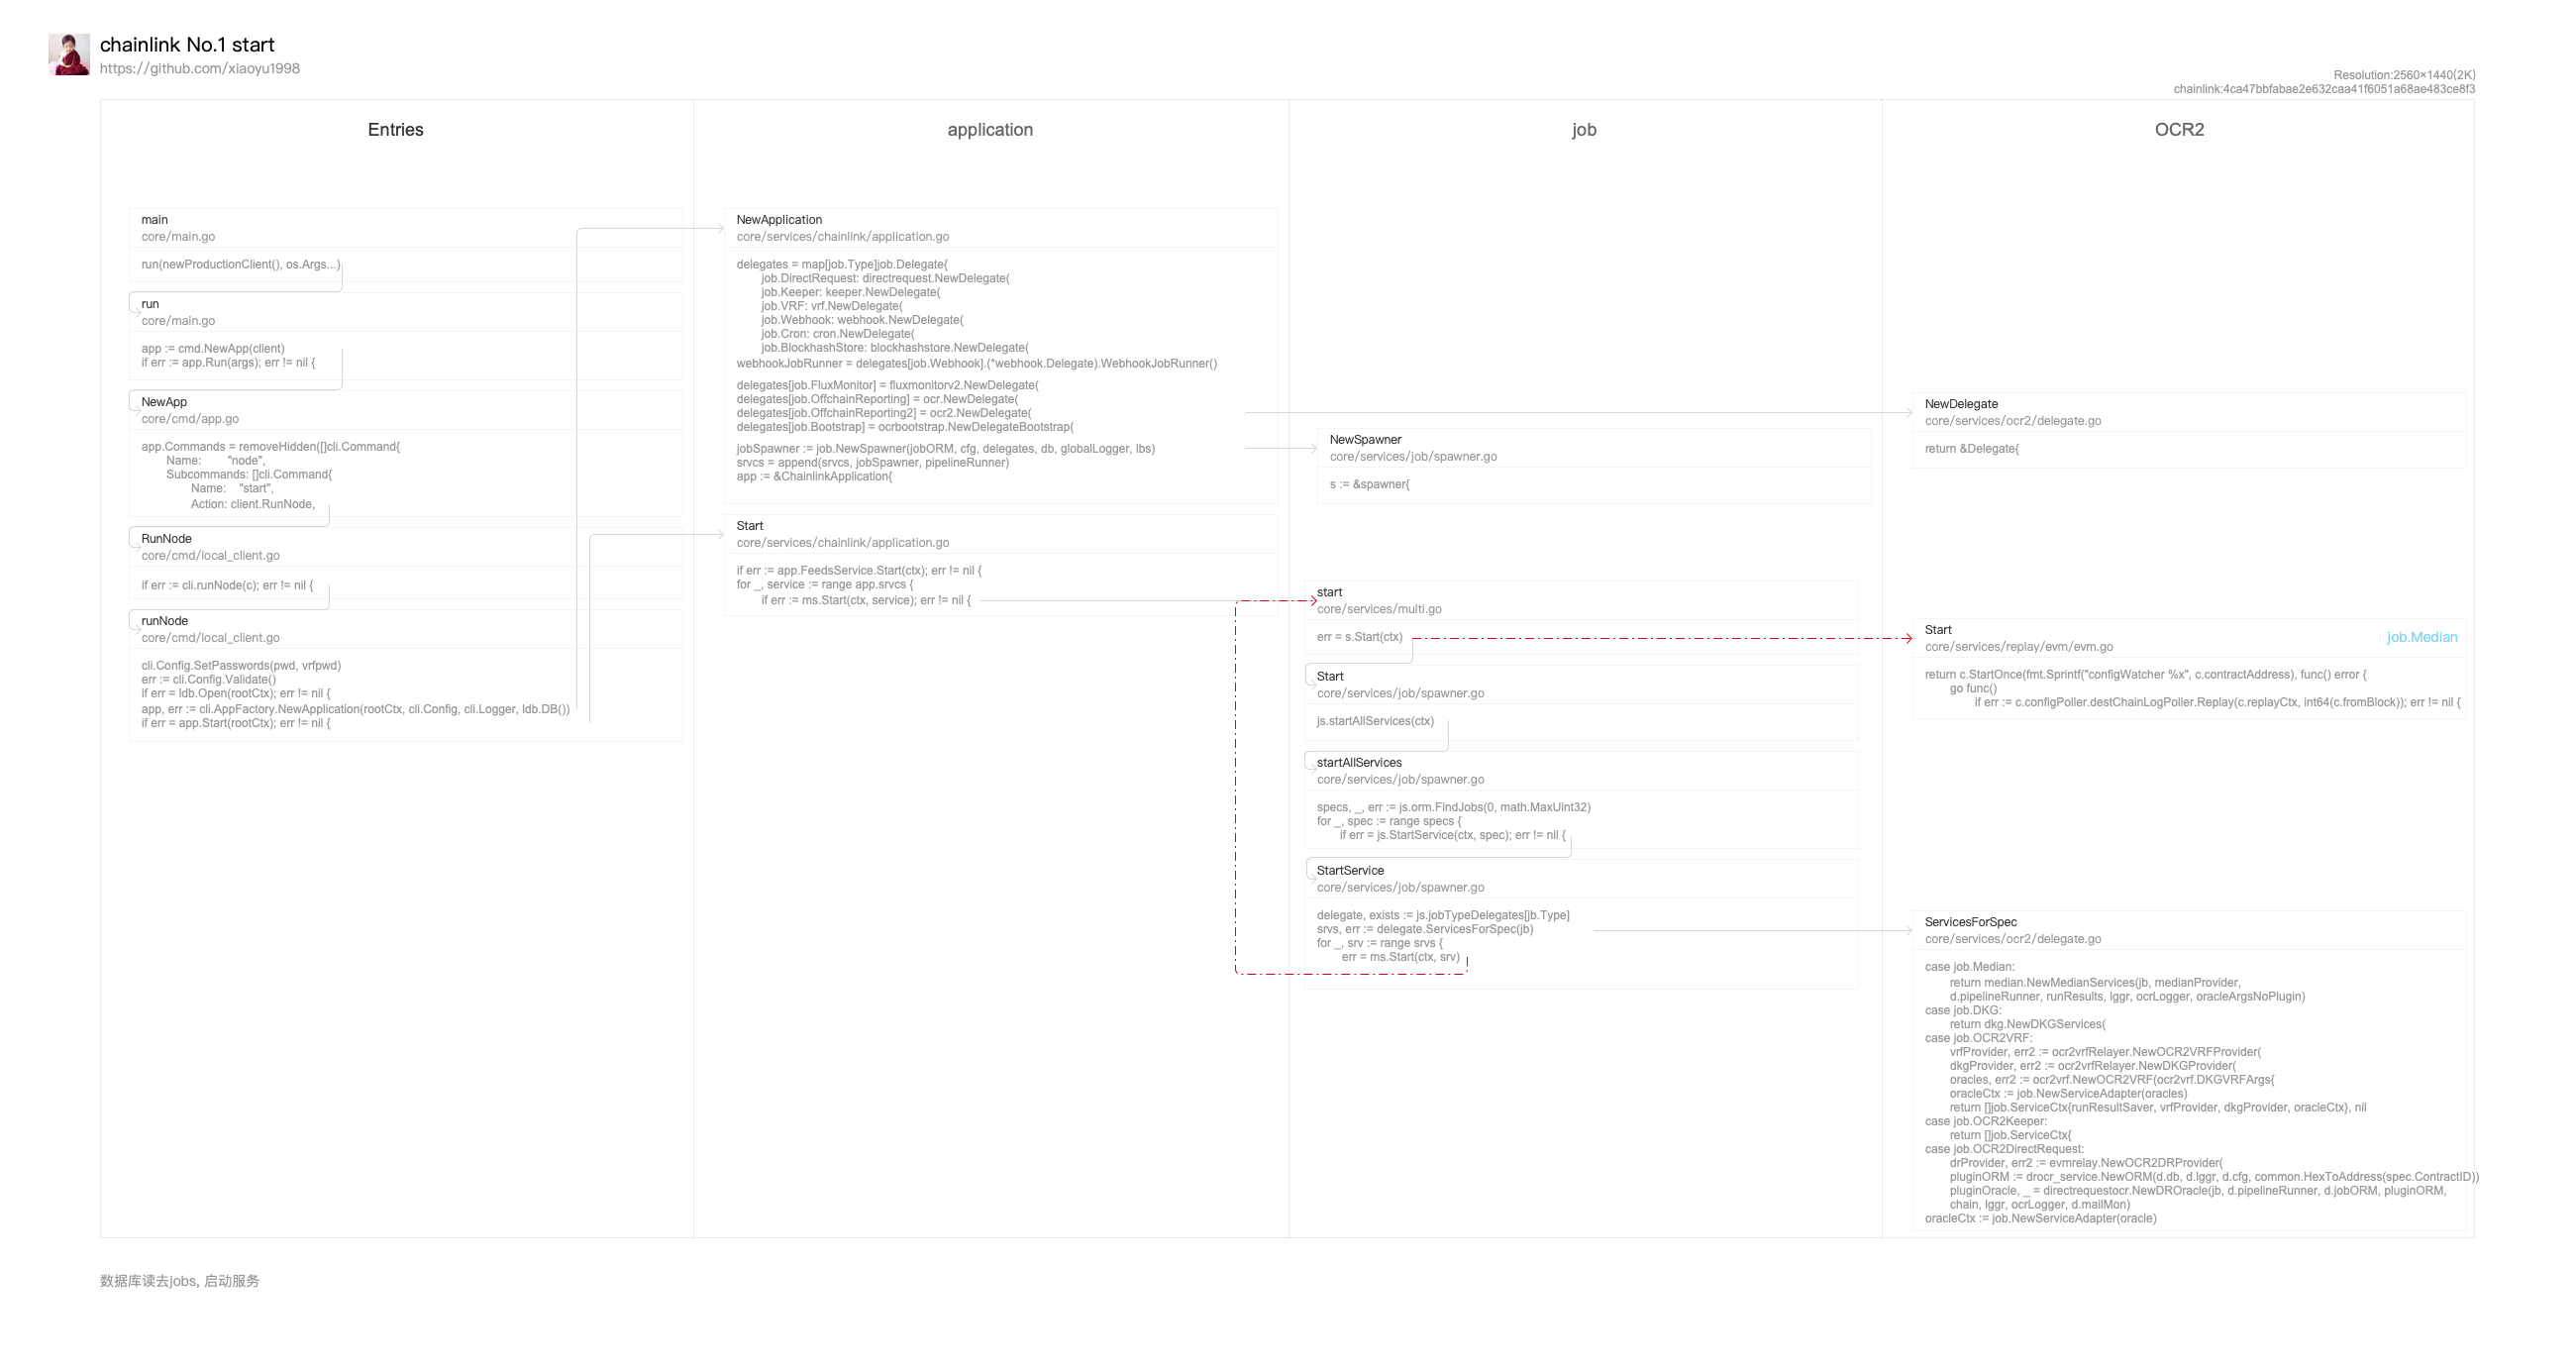 chainlink No.1 start
https://github.com/xiaoyu1998
Resolution:2560×1440(2K)
chainlink:4ca47bbfabae2e632caa41f6051a68ae483ce8f3
Entries
main
core/main.go
run(newProductionClient(), os.Args...)
run
core/main.go
app := cmd.NewApp(client)
if err := app.Run(args); err != nil {
NewApp
core/cmd/app.go
app.Commands = removeHidden([]cli.Command{
Name: "node",
Subcommands: []cli.Command{
Name: "start",
Action: client.RunNode,
RunNode
core/cmd/local_client.go
if err := cli.runNode(c); err != nil {
runNode
core/cmd/local_client.go
cli.Config.SetPasswords(pwd, vrfpwd)
err := cli.Config.Validate()
if err = ldb.Open(rootCtx); err != nil {
app, err := cli.AppFactory.NewApplication(rootCtx, cli.Config, cli.Logger, ldb.DB())
if err = app.Start(rootCtx); err != nil {
application
NewApplication
core/services/chainlink/application.go
delegates = map[job.Type]job.Delegate{
job.DirectRequest: directrequest.NewDelegate(
job.Keeper: keeper.NewDelegate(
job.VRF: vrf.NewDelegate(
job.Webhook: webhook.NewDelegate(
job.Cron: cron.NewDelegate(
job.BlockhashStore: blockhashstore.NewDelegate(
webhookJobRunner = delegates[job.Webhook].(*webhook.Delegate).WebhookJobRunner()
delegates[job.FluxMonitor] = fluxmonitorv2.NewDelegate(
delegates[job.OffchainReporting] = ocr.NewDelegate(
delegates[job.OffchainReporting2] = ocr2.NewDelegate(
delegates[job.Bootstrap] = ocrbootstrap.NewDelegateBootstrap(
jobSpawner := job.NewSpawner(jobORM, cfg, delegates, db, globalLogger, lbs)
srvcs = append(srvcs, jobSpawner, pipelineRunner)
app := &ChainlinkApplication{
Start
core/services/chainlink/application.go
if err := app.FeedsService.Start(ctx); err != nil {
for _, service := range app.srvcs {
if err := ms.Start(ctx, service); err != nil {
job
NewSpawner
core/services/job/spawner.go
s := &spawner{
start
core/services/multi.go
err = s.Start(ctx)
Start
core/services/job/spawner.go
js.startAllServices(ctx)
startAllServices
core/services/job/spawner.go
specs, _, err := js.orm.FindJobs(0, math.MaxUint32)
for _, spec := range specs {
if err = js.StartService(ctx, spec); err != nil {
StartService
core/services/job/spawner.go
delegate, exists := js.jobTypeDelegates[jb.Type]
srvs, err := delegate.ServicesForSpec(jb)
for _, srv := range srvs {
err = ms.Start(ctx, srv)
OCR2
NewDelegate
core/services/ocr2/delegate.go
return &Delegate{
Start
job.Median
core/services/replay/evm/evm.go
return c.StartOnce(fmt.Sprintf("configWatcher %x", c.contractAddress), func() error {
go func()
if err := c.configPoller.destChainLogPoller.Replay(c.replayCtx, int64(c.fromBlock)); err != nil {
ServicesForSpec
core/services/ocr2/delegate.go
case job.Median:
return median.NewMedianServices(jb, medianProvider,
d.pipelineRunner, runResults, lggr, ocrLogger, oracleArgsNoPlugin)
case job.DKG:
return dkg.NewDKGServices(
case job.OCR2VRF:
vrfProvider, err2 := ocr2vrfRelayer.NewOCR2VRFProvider(
dkgProvider, err2 := ocr2vrfRelayer.NewDKGProvider(
oracles, err2 := ocr2vrf.NewOCR2VRF(ocr2vrf.DKGVRFArgs{
oracleCtx := job.NewServiceAdapter(oracles)
return []job.ServiceCtx{runResultSaver, vrfProvider, dkgProvider, oracleCtx}, nil
case job.OCR2Keeper:
return []job.ServiceCtx{
case job.OCR2DirectRequest:
drProvider, err2 := evmrelay.NewOCR2DRProvider(
pluginORM := drocr_service.NewORM(d.db, d.lggr, d.cfg, common.HexToAddress(spec.ContractID))
pluginOracle, _ = directrequestocr.NewDROracle(jb, d.pipelineRunner, d.jobORM, pluginORM,
chain, lggr, ocrLogger, d.mailMon)
oracleCtx := job.NewServiceAdapter(oracle)
数据库读去jobs, 启动服务